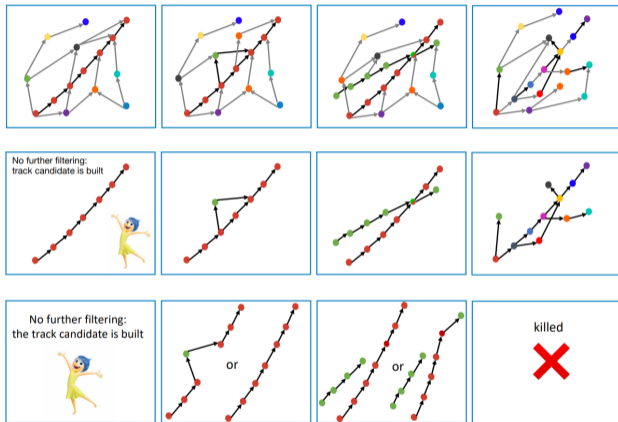 No further filtering:
track candidate is built
No further filtering:
the track candidate is built
or
or
killed